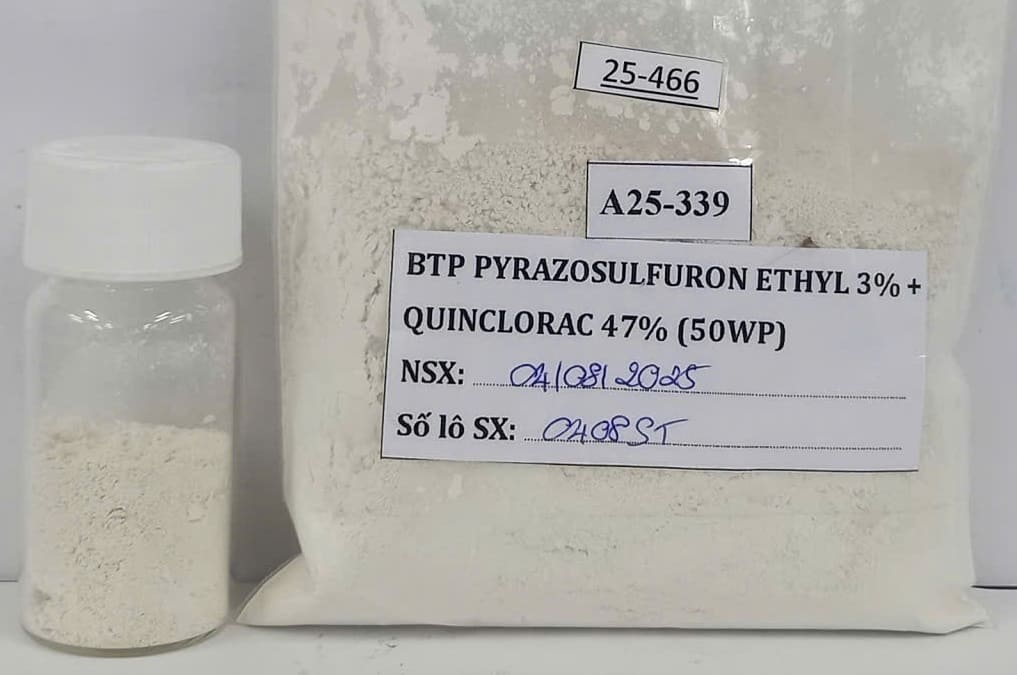 25-466
A25-339
BTP PYRAZOSULFURON ETHYL 3% +
QUINCLORAC 47% (50WP)
NSX: 04/08/2025
Số lô SX: 0408ST